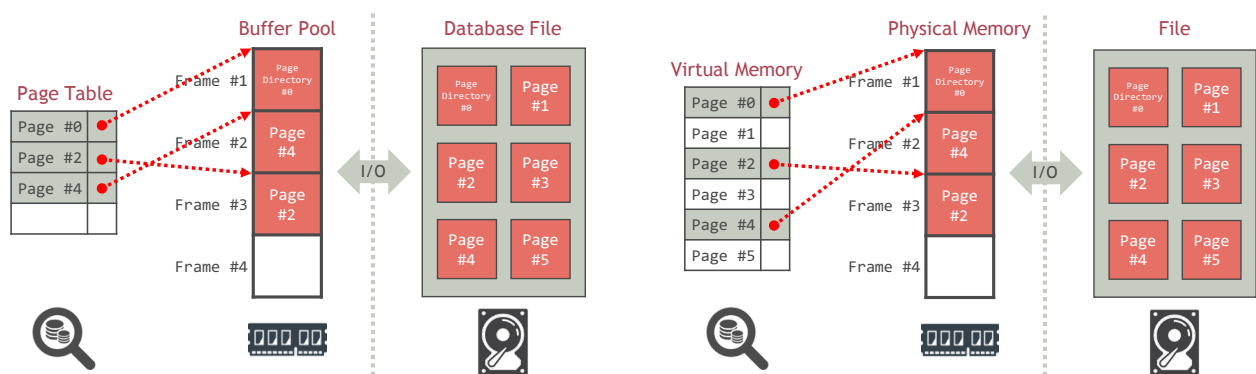 Buffer Pool
Database File
Page Table
Page #0
Page #2
Page #4
Frame #1
Frame #2
Frame #3
Frame #4
Page
Directory
#0
Page
#4
Page
#2
I/O
Page
Directory
#0
Page
#1
Page
#2
Page
#3
Page
#4
Page
#5
Physical Memory
File
Virtual Memory
Page #0
Page #1
Page #2
Page #3
Page #4
Page #5
Frame #1
Frame #2
Frame #3
Frame #4
Page
Directory
#0
Page
#4
Page
#2
I/O
Page
Directory
#0
Page
#1
Page
#2
Page
#3
Page
#4
Page
#5